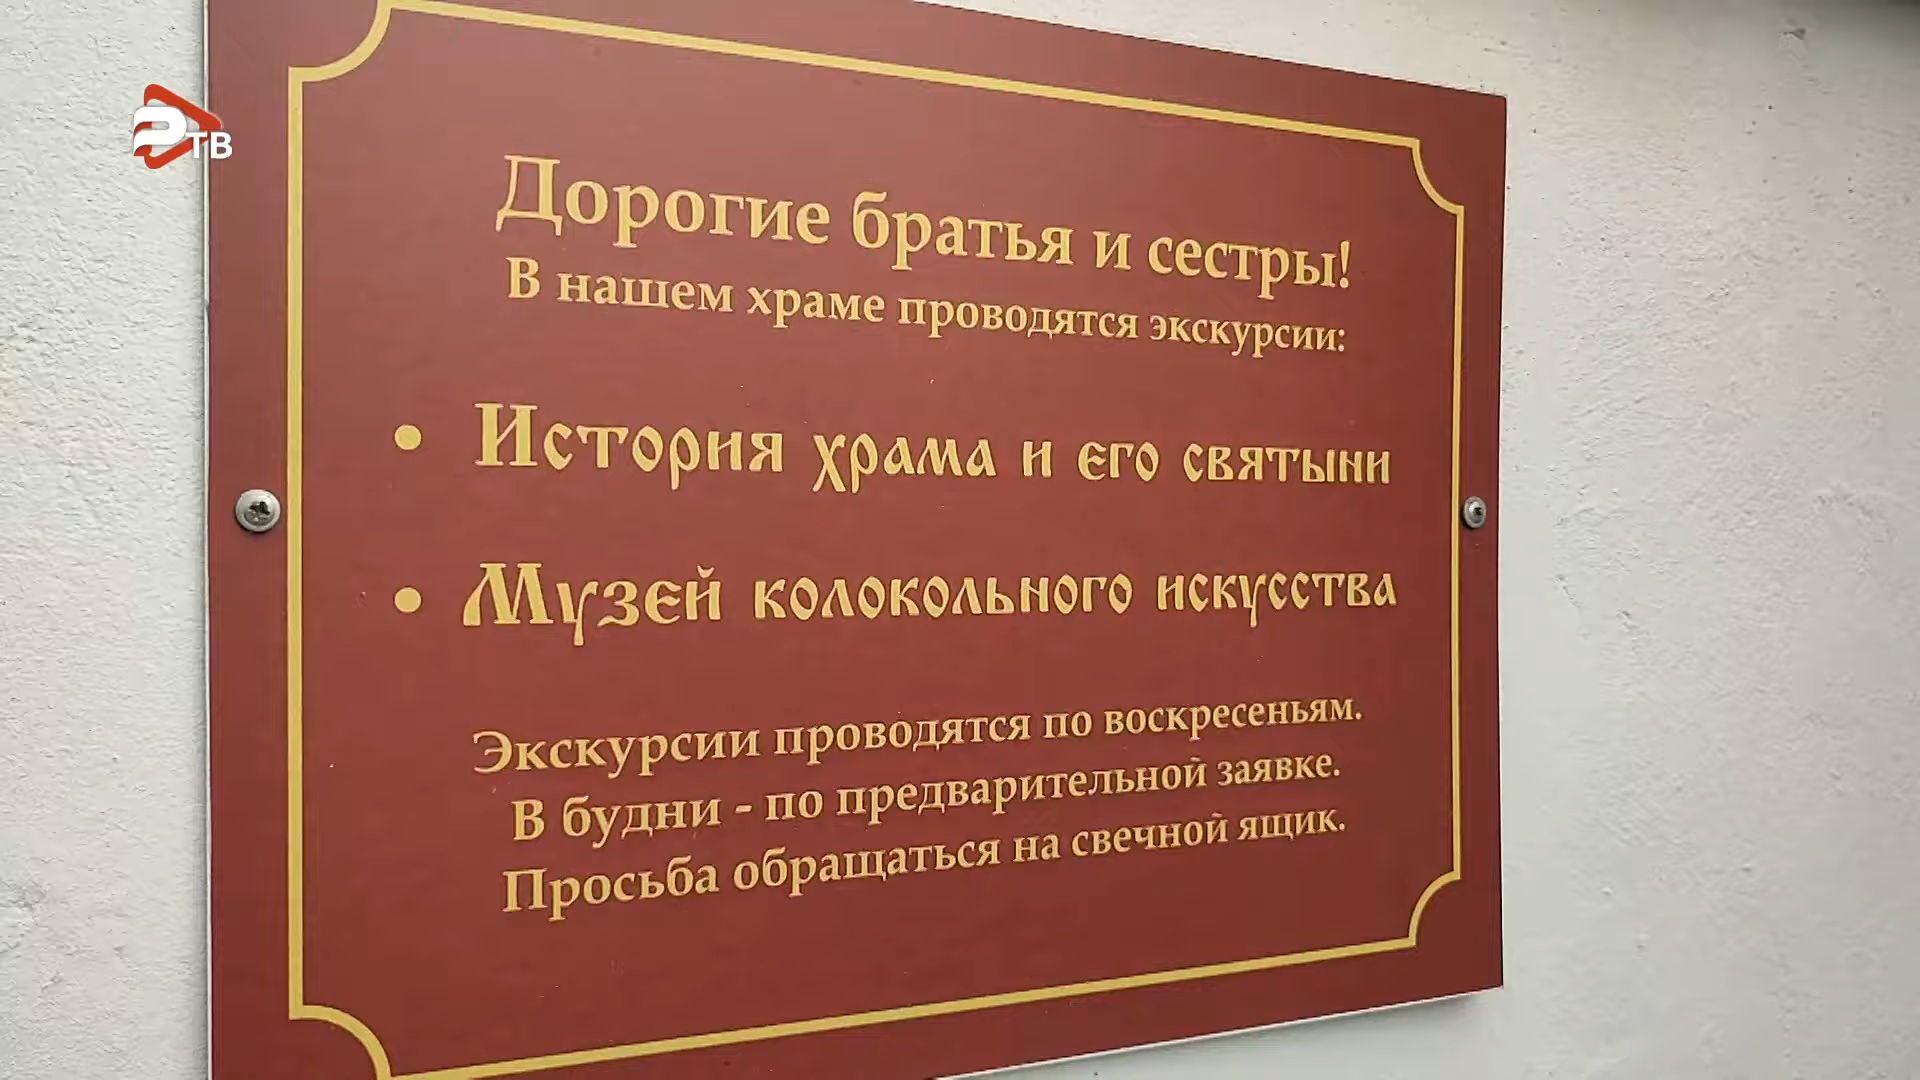 ТВ
Дорогие братья и сестры!
В нашем храме проводятся экскурсии:
• История храма и его святыни
• Музей колокольного искусства
Экскурсии проводятся по воскресеньям.
В будни - по предварительной заявке.
Просьба обращаться на свечной ящик.